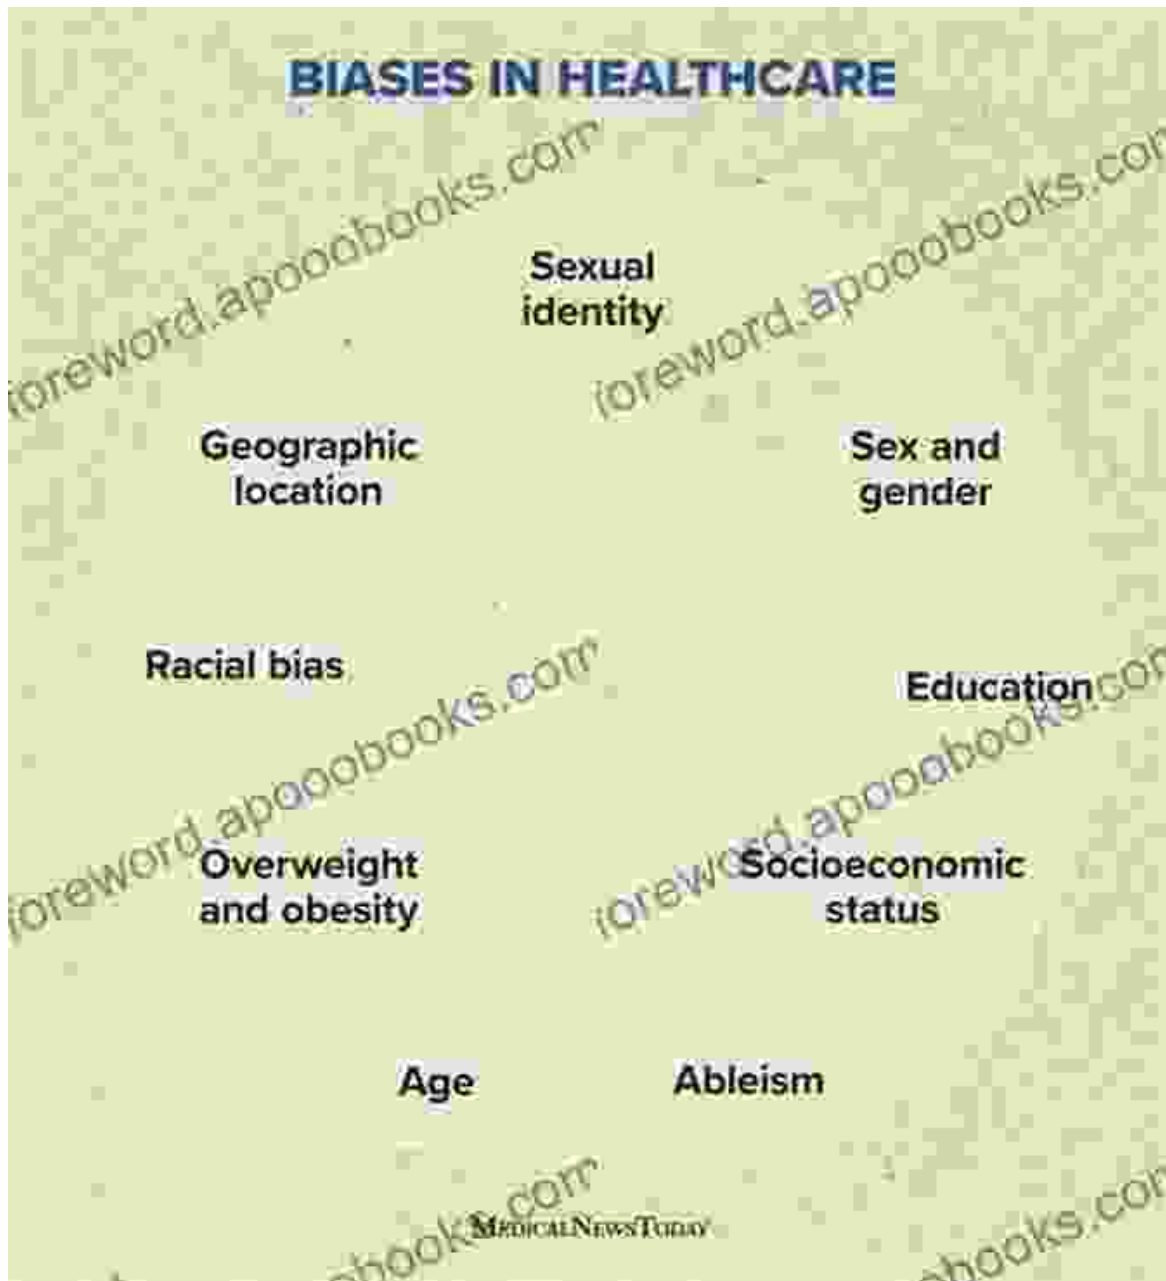 BIASES IN HEALTHCARE
foreword.apooobooks.com
foreword.apooobooks.com
Sexual
identity
Geographic
location
Sex and
gender
Racial bias
Education
foreword.apooobooks.com
foreword.apooobooks.com
Overweight
and obesity
Socioeconomic
status
Age
Ableism
MEDICALNEWSTODAY